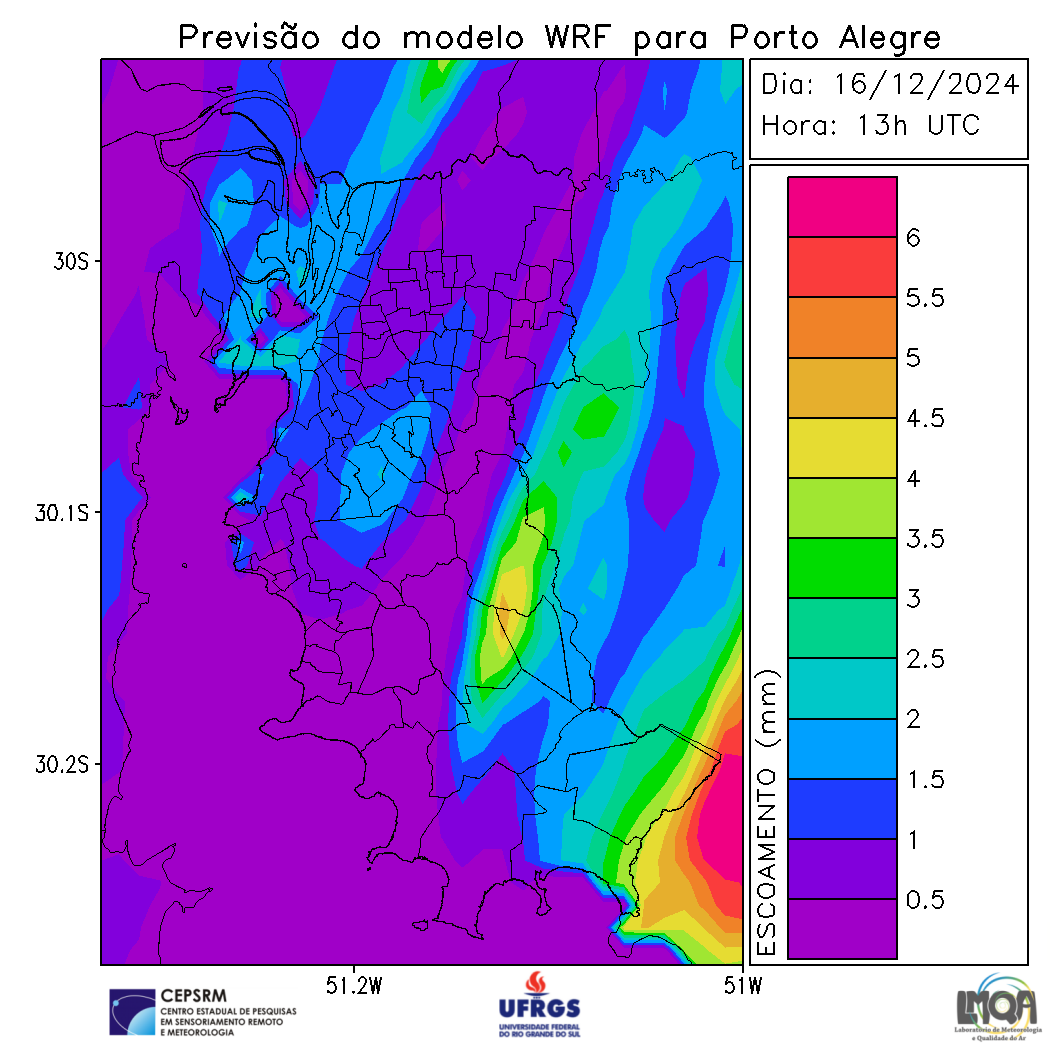 Previsão do modelo WRF para Porto Alegre
Dia: 16/12/2024
Hora: 13h UTC
30S
30.1S
30.2S
51.2W
51W
ESCOAMENTO (mm)
6
5.5
5
4.5
4
3.5
3
2.5
2
1.5
1
0.5
CEPSRM
CENTRO ESTADUAL DE PESQUISAS
EM SENSORIAMENTO REMOTO
E METEOROLOGIA
UFRGS
UNIVERSIDADE FEDERAL
DO RIO GRANDE DO SUL
LMQA
Laboratório de Meteorologia
e Qualidade do Ar